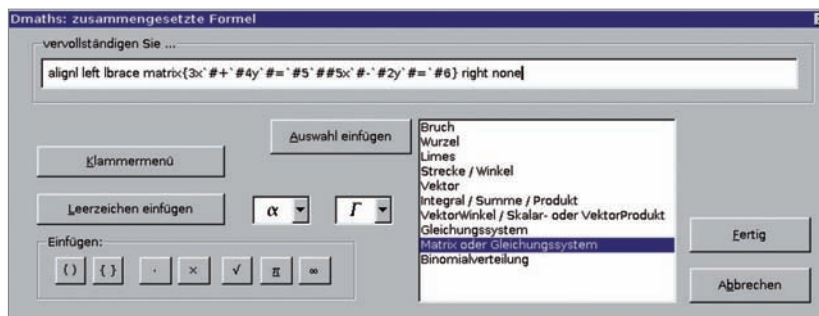 Dmaths: zusammengesetzte Formel
vervollständigen Sie ...
alignl left lbrace matrix{3x`#+`#4y`#=`#5`##5x`#-`#2y`#=`#6} right none
Auswahl einfügen
Klammermenü
Leerzeichen einfügen
α
Γ
Einfügen:
( ) { } · × √ π ∞
Bruch
Wurzel
Limes
Strecke / Winkel
Vektor
Integral / Summe / Produkt
VektorWinkel / Skalar- oder VektorProdukt
Gleichungssystem
Matrix oder Gleichungssystem
Binomialverteilung
Fertig
Abbrechen